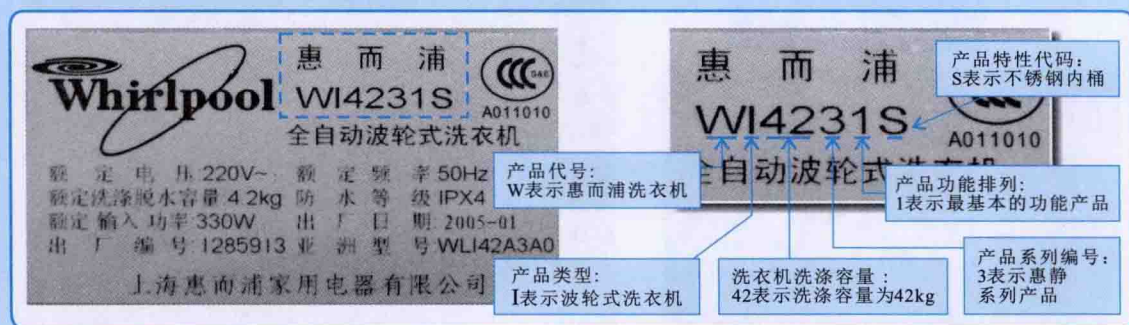 惠而浦
Whirlpool WI4231S
S&E
A011010
全自动波轮式洗衣机
额定电压 220V~ 额定频率 50Hz
额定洗涤脱水容量 4.2kg 防水等级 IPX4
额定输入功率 330W 出厂日期 2005-01
出厂编号 1285913 亚洲型号 WLI42A3A0
上海惠而浦家用电器有限公司
惠而浦
WI4231S
A011010
全自动波轮式洗衣机
产品特性代码：
S表示不锈钢内桶
产品代号:
W表示惠而浦洗衣机
产品功能排列:
1表示最基本的功能产品
产品类型:
I表示波轮式洗衣机
洗衣机洗涤容量：
42表示洗涤容量为42kg
产品系列编号:
3表示惠静
系列产品